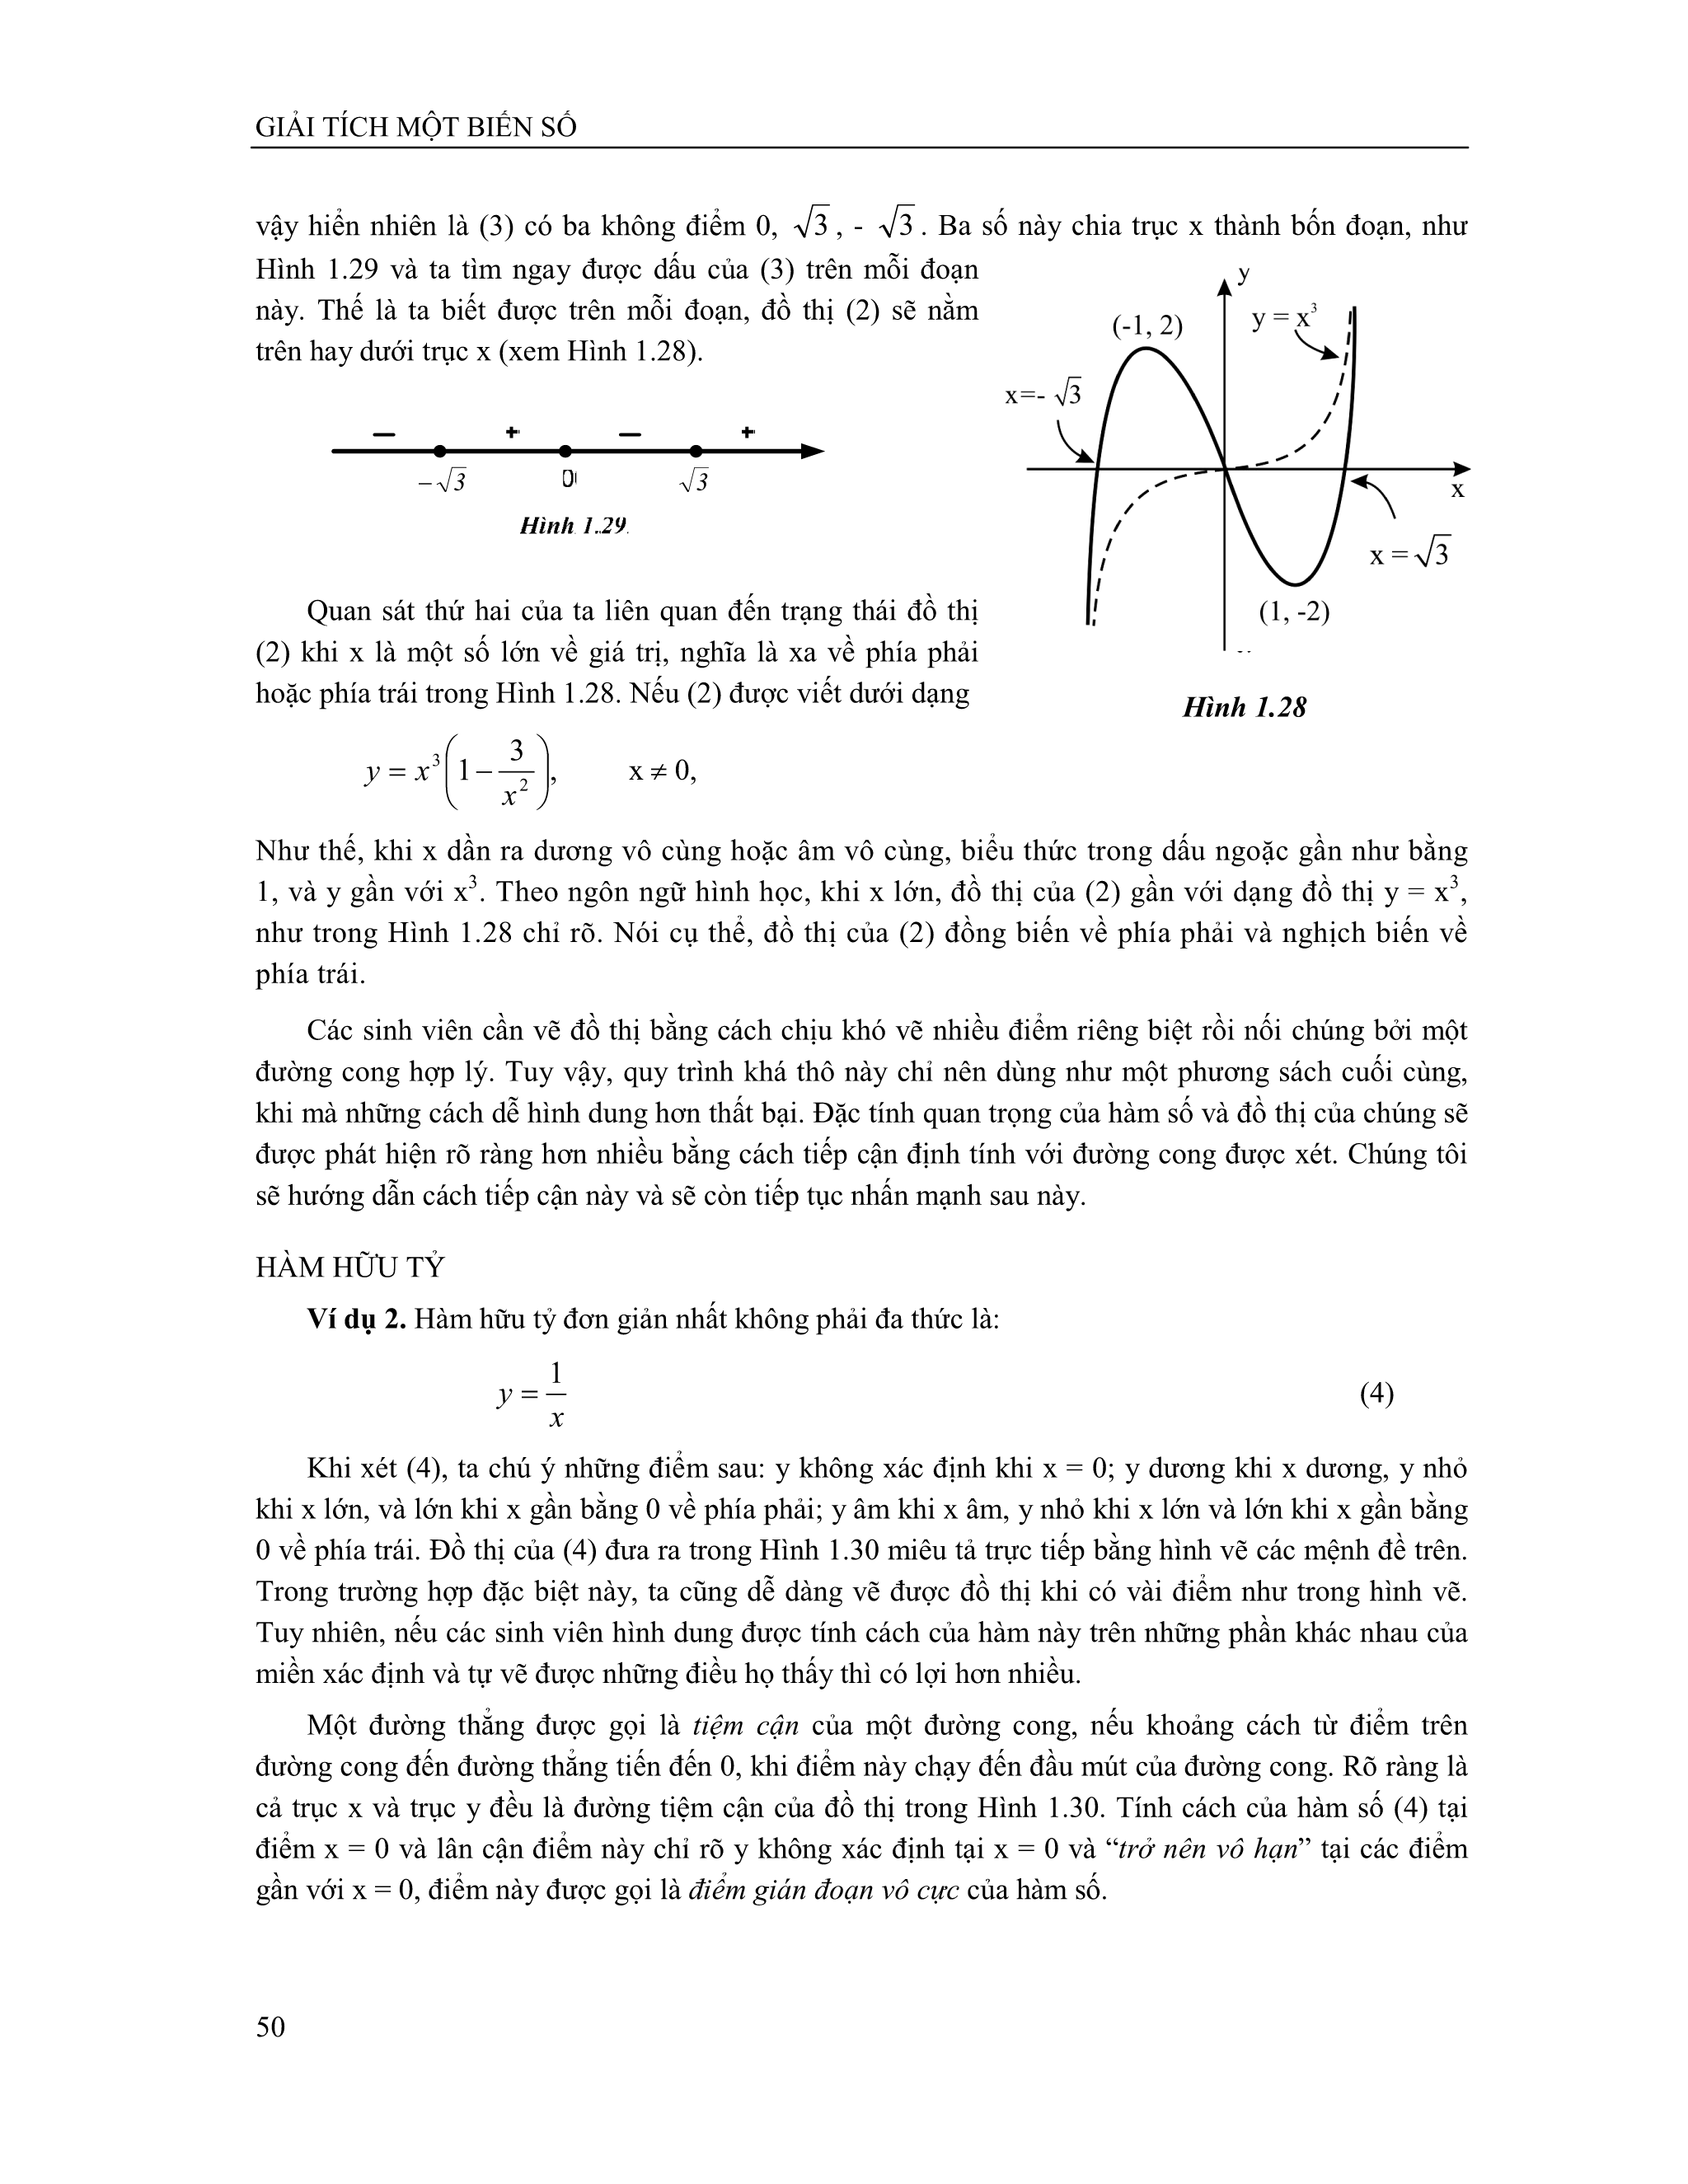 GIẢI TÍCH MỘT BIẾN SỐ
vậy hiển nhiên là (3) có ba không điểm 0, √3, - √3. Ba số này chia trục x thành bốn đoạn, như
Hình 1.29 và ta tìm ngay được dấu của (3) trên mỗi đoạn
này. Thế là ta biết được trên mỗi đoạn, đồ thị (2) sẽ nằm
trên hay dưới trục x (xem Hình 1.28).
− + − +
−√3 0 √3
Hình 1.29
y
(-1, 2) y = x³
x=- √3
x
x = √3
(1, -2)
Hình 1.28
Quan sát thứ hai của ta liên quan đến trạng thái đồ thị
(2) khi x là một số lớn về giá trị, nghĩa là xa về phía phải
hoặc phía trái trong Hình 1.28. Nếu (2) được viết dưới dạng
y = x³(1 − 3/x²), x ≠ 0,
Như thế, khi x dần ra dương vô cùng hoặc âm vô cùng, biểu thức trong dấu ngoặc gần như bằng
1, và y gần với x³. Theo ngôn ngữ hình học, khi x lớn, đồ thị của (2) gần với dạng đồ thị y = x³,
như trong Hình 1.28 chỉ rõ. Nói cụ thể, đồ thị của (2) đồng biến về phía phải và nghịch biến về
phía trái.
Các sinh viên cần vẽ đồ thị bằng cách chịu khó vẽ nhiều điểm riêng biệt rồi nối chúng bởi một
đường cong hợp lý. Tuy vậy, quy trình khá thô này chỉ nên dùng như một phương sách cuối cùng,
khi mà những cách dễ hình dung hơn thất bại. Đặc tính quan trọng của hàm số và đồ thị của chúng sẽ
được phát hiện rõ ràng hơn nhiều bằng cách tiếp cận định tính với đường cong được xét. Chúng tôi
sẽ hướng dẫn cách tiếp cận này và sẽ còn tiếp tục nhấn mạnh sau này.
HÀM HỮU TỶ
Ví dụ 2. Hàm hữu tỷ đơn giản nhất không phải đa thức là:
y = 1/x (4)
Khi xét (4), ta chú ý những điểm sau: y không xác định khi x = 0; y dương khi x dương, y nhỏ
khi x lớn, và lớn khi x gần bằng 0 về phía phải; y âm khi x âm, y nhỏ khi x lớn và lớn khi x gần bằng
0 về phía trái. Đồ thị của (4) đưa ra trong Hình 1.30 miêu tả trực tiếp bằng hình vẽ các mệnh đề trên.
Trong trường hợp đặc biệt này, ta cũng dễ dàng vẽ được đồ thị khi có vài điểm như trong hình vẽ.
Tuy nhiên, nếu các sinh viên hình dung được tính cách của hàm này trên những phần khác nhau của
miền xác định và tự vẽ được những điều họ thấy thì có lợi hơn nhiều.
Một đường thẳng được gọi là tiệm cận của một đường cong, nếu khoảng cách từ điểm trên
đường cong đến đường thẳng tiến đến 0, khi điểm này chạy đến đầu mút của đường cong. Rõ ràng là
cả trục x và trục y đều là đường tiệm cận của đồ thị trong Hình 1.30. Tính cách của hàm số (4) tại
điểm x = 0 và lân cận điểm này chỉ rõ y không xác định tại x = 0 và “trở nên vô hạn” tại các điểm
gần với x = 0, điểm này được gọi là điểm gián đoạn vô cực của hàm số.
50